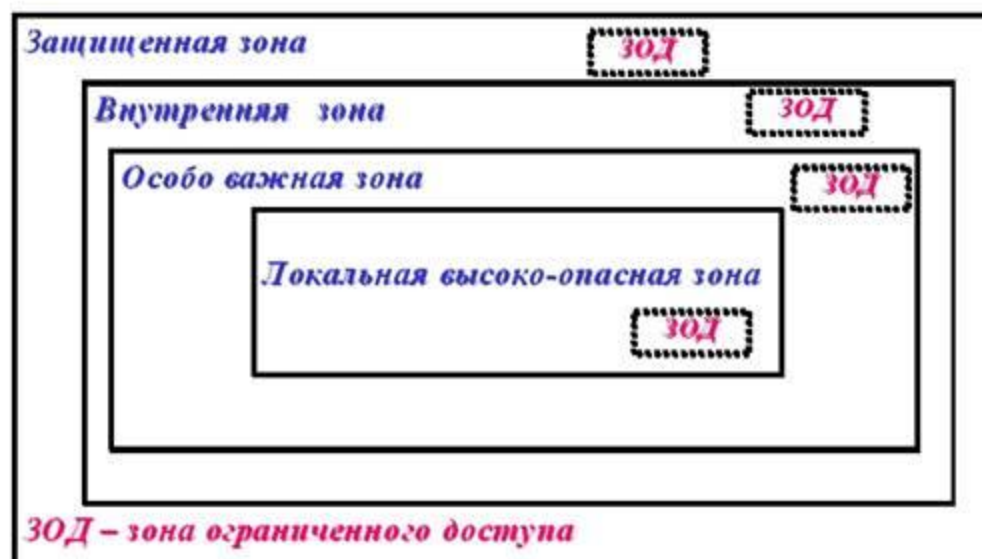 Защищенная зона
ЗОД
Внутренняя зона
ЗОД
Особо важная зона
ЗОД
Локальная высоко-опасная зона
ЗОД
ЗОД – зона ограниченного доступа